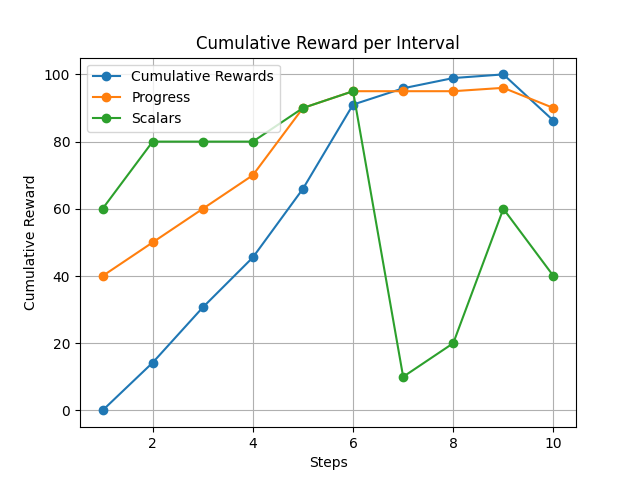 Cumulative Reward per Interval
Cumulative Rewards
Progress
Scalars
Cumulative Reward
100
80
60
40
20
0
2 4 6 8 10
Steps